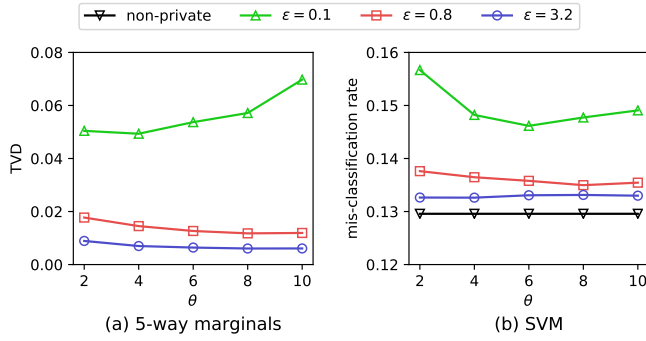 non-private ε = 0.1 ε = 0.8 ε = 3.2
TVD
0.08
0.06
0.04
0.02
0.00
2 4 6 8 10
θ
(a) 5-way marginals
mis-classification rate
0.16
0.15
0.14
0.13
0.12
2 4 6 8 10
θ
(b) SVM